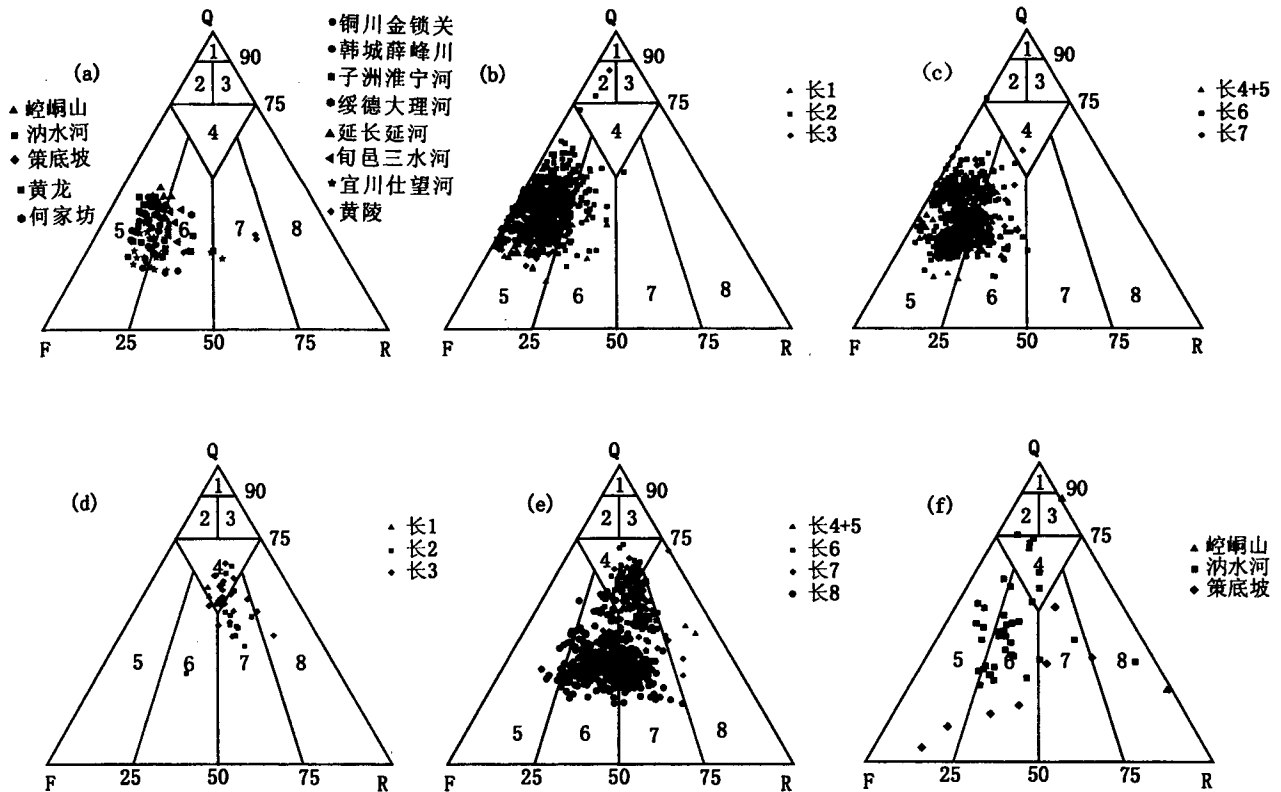 (a)
Q
1
90
2
3
75
4
5
6
7
8
F
25
50
75
R
崆峒山
汭水河
策底坡
黄龙
何家坊
铜川金锁关
韩城薛峰川
子洲淮宁河
绥德大理河
延长延河
旬邑三水河
宜川仕望河
黄陵
(b)
Q
1
90
2
3
75
4
5
6
7
8
F
25
50
75
R
长1
长2
长3
(c)
Q
1
90
2
3
75
4
5
6
7
8
F
25
50
75
R
长4+5
长6
长7
(d)
Q
1
90
2
3
75
4
5
6
7
8
F
25
50
75
R
长1
长2
长3
(e)
Q
1
90
2
3
75
4
5
6
7
8
F
25
50
75
R
长4+5
长6
长7
长8
(f)
Q
1
90
2
3
75
4
5
6
7
8
F
25
50
75
R
崆峒山
汭水河
策底坡